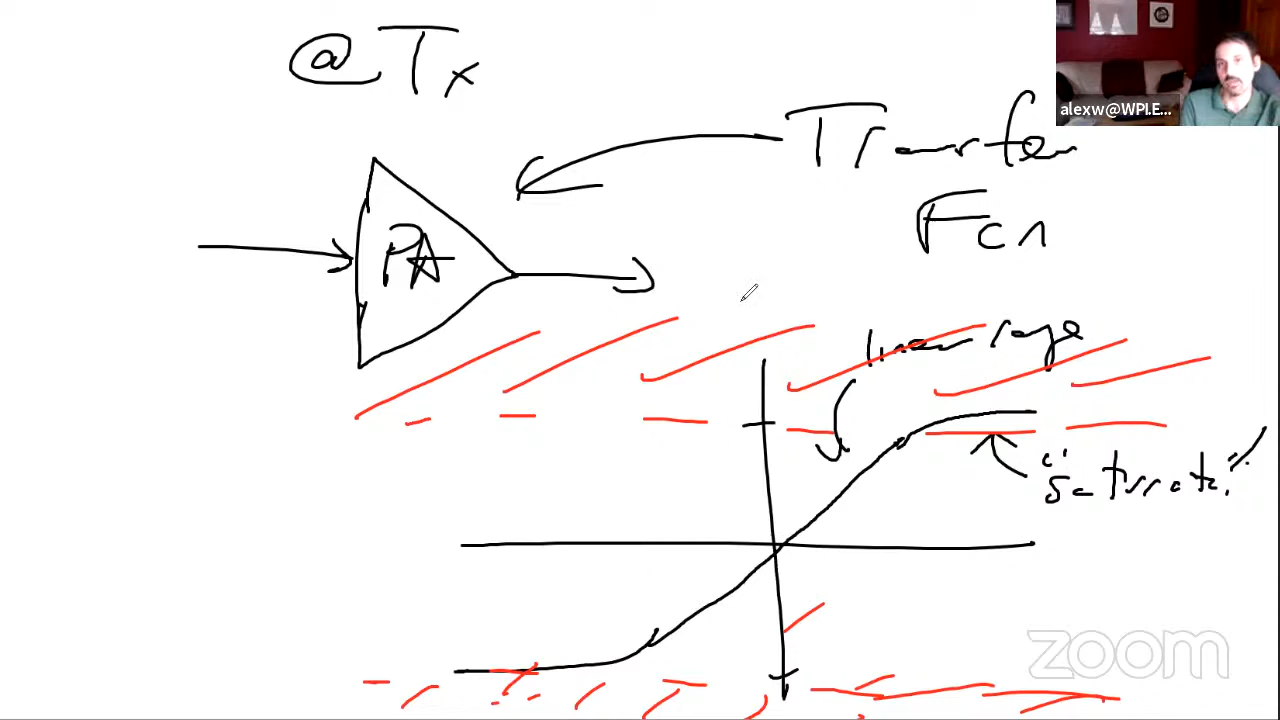 @Tx
alexw@WPI.E...
Transfer
Fcn
PA
linear range
"saturate"
zoom